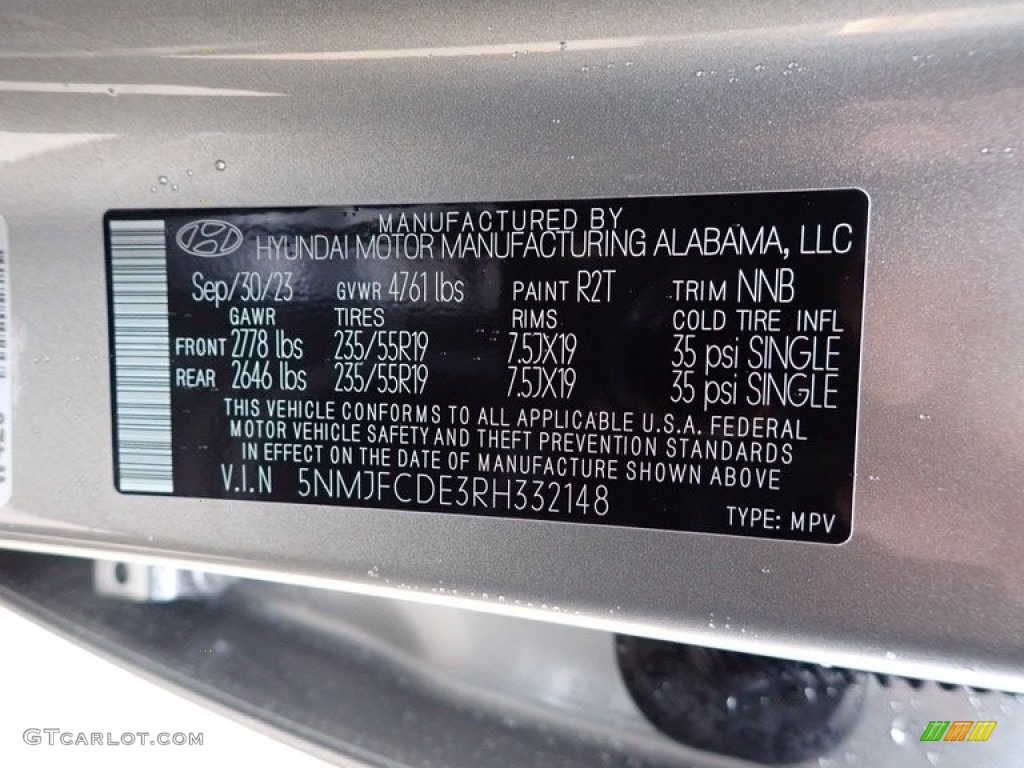 MANUFACTURED BY
HYUNDAI MOTOR MANUFACTURING ALABAMA, LLC
Sep/30/23 GVWR 4761 lbs PAINT R2T TRIM NNB
GAWR TIRES RIMS COLD TIRE INFL
FRONT 2778 lbs 235/55R19 7.5JX19 35 psi SINGLE
REAR 2646 lbs 235/55R19 7.5JX19 35 psi SINGLE
THIS VEHICLE CONFORMS TO ALL APPLICABLE U.S.A. FEDERAL
MOTOR VEHICLE SAFETY AND THEFT PREVENTION STANDARDS
IN EFFECT ON THE DATE OF MANUFACTURE SHOWN ABOVE
V.I.N 5NMJFCDE3RH332148
TYPE: MPV
GTCarlot.com